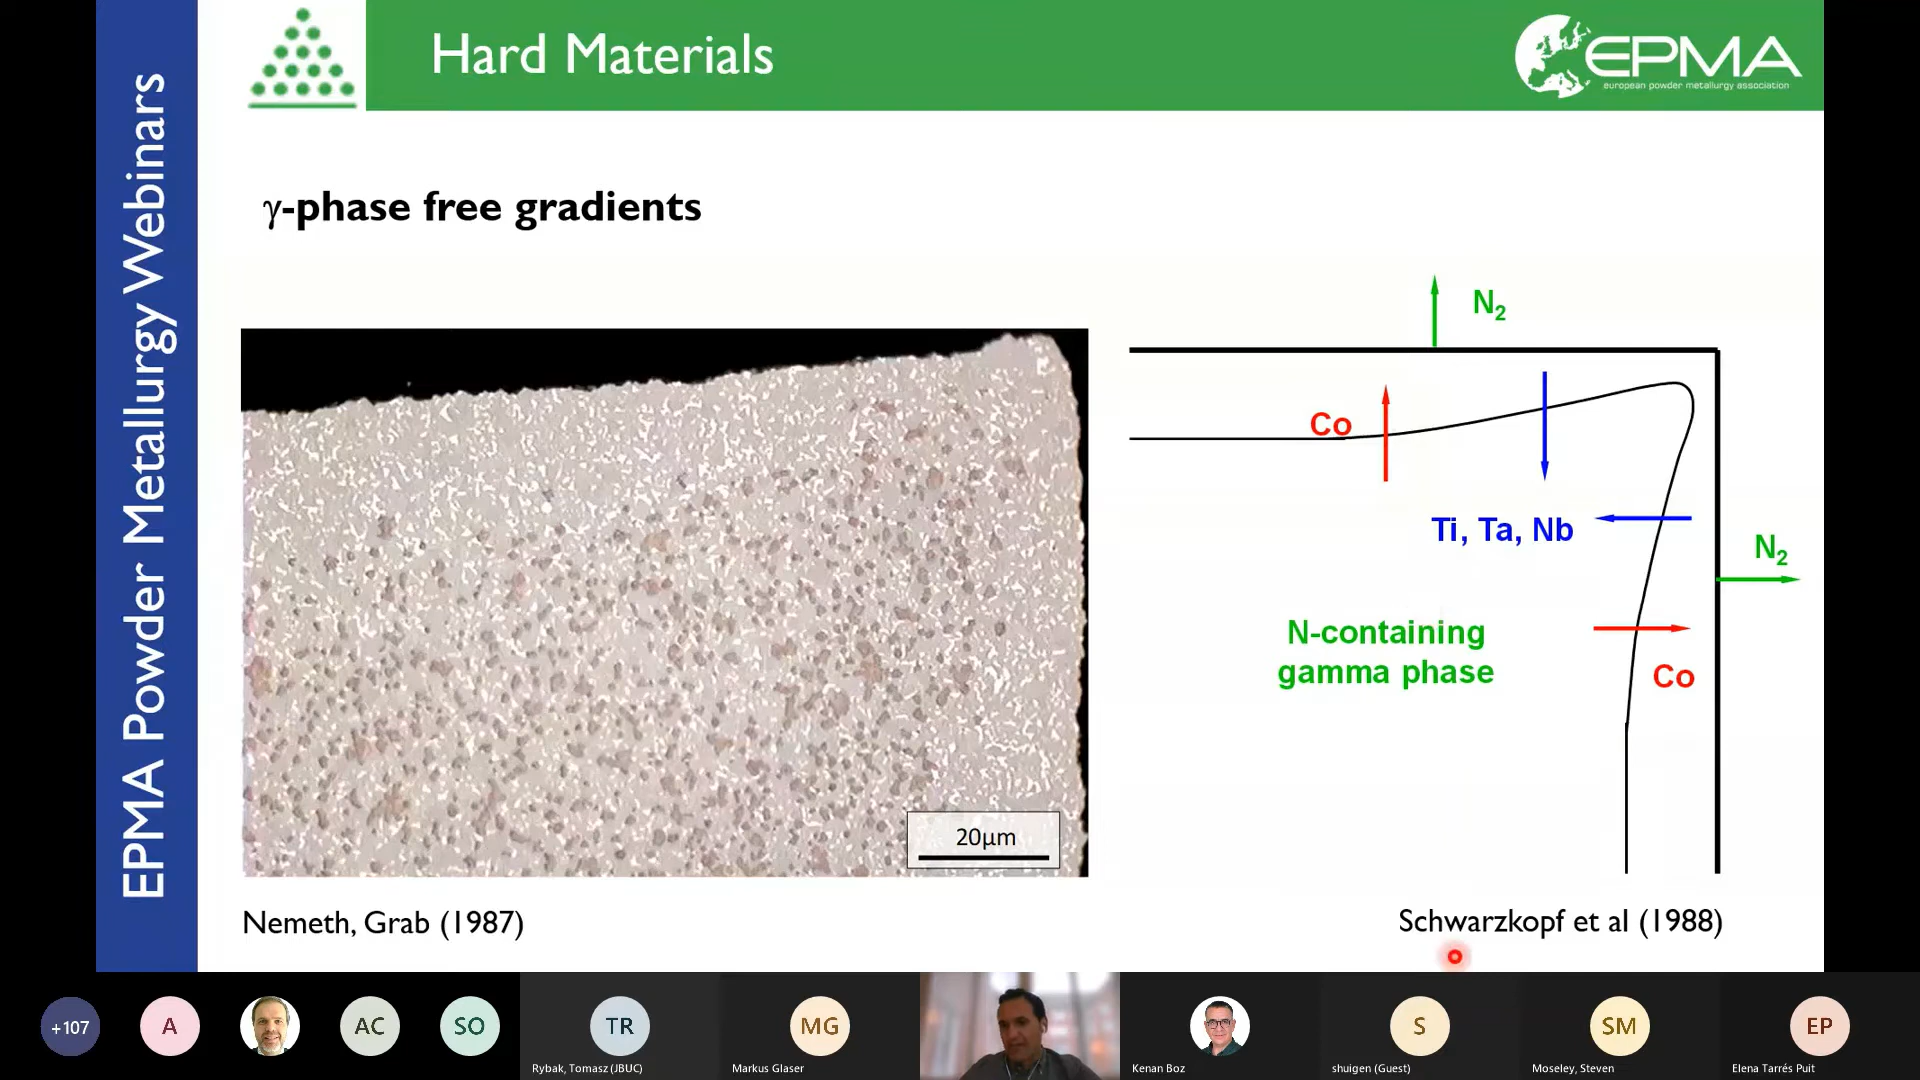 EPMA Powder Metallurgy Webinars
Hard Materials
EPMA
european powder metallurgy association
γ-phase free gradients
N2
Co
Ti, Ta, Nb
N2
N-containing
gamma phase
Co
20µm
Nemeth, Grab (1987)
Schwarzkopf et al (1988)
+107
A
AC
SO
TR
MG
S
SM
EP
Rybak, Tomasz (JBUC)
Markus Glaser
Kenan Boz
shuigen (Guest)
Moseley, Steven
Elena Tarrés Puit